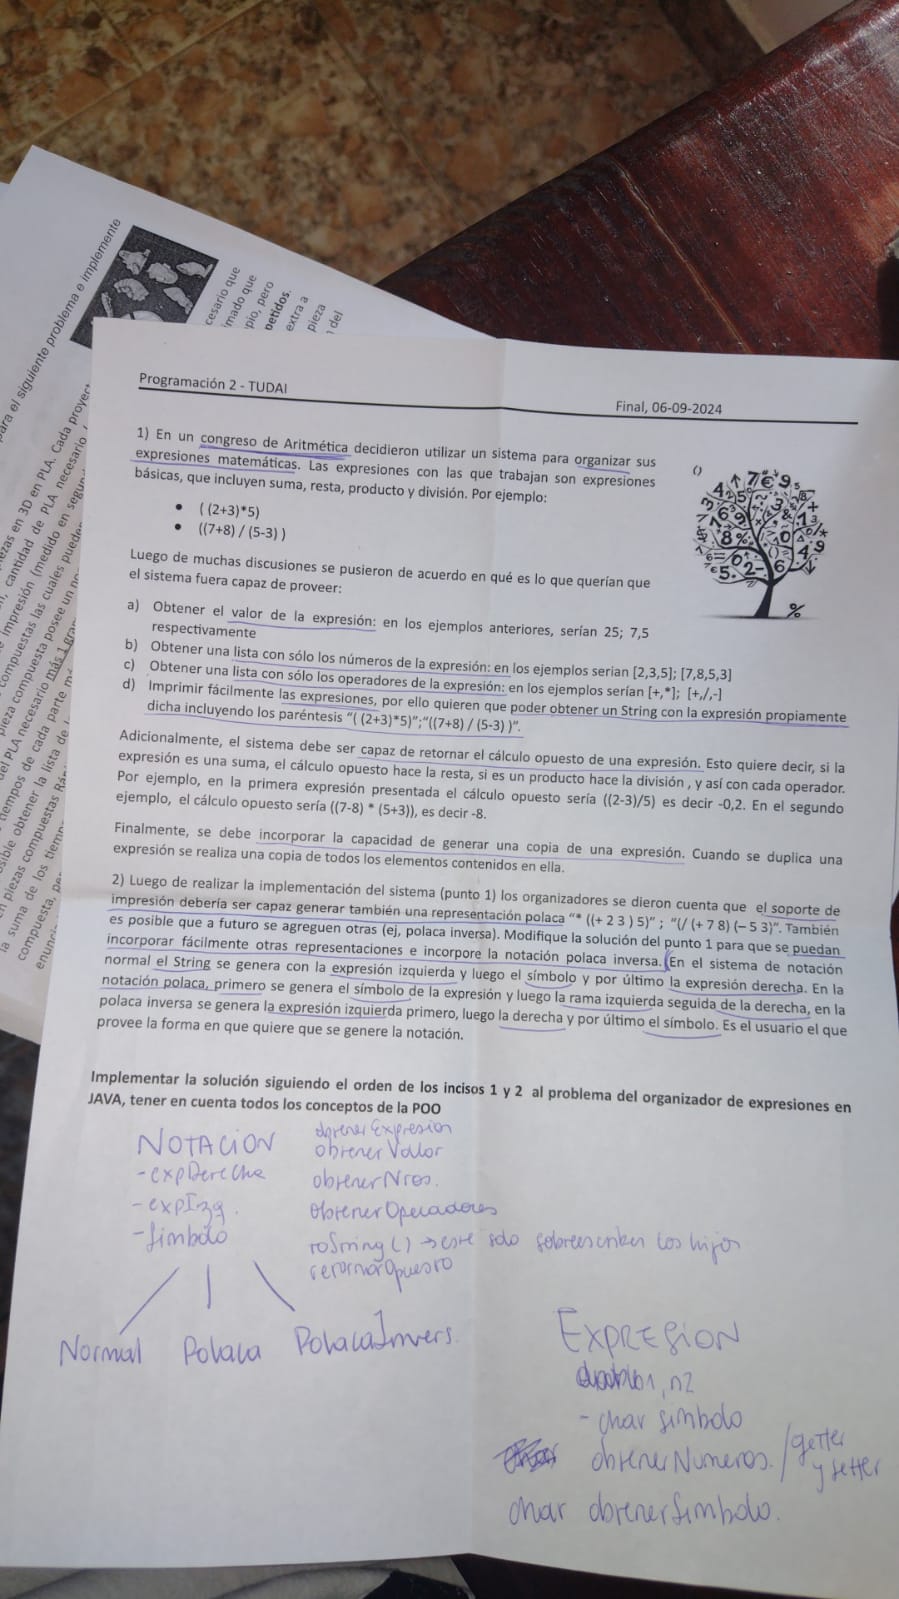 para el siguiente problema e implemente
Programación 2 - TUDAI
Final, 06-09-2024
1) En un congreso de Aritmética decidieron utilizar un sistema para organizar sus
expresiones matemáticas. Las expresiones con las que trabajan son expresiones
básicas, que incluyen suma, resta, producto y división. Por ejemplo:
• ( (2+3)*5)
• ((7+8) / (5-3) )
Luego de muchas discusiones se pusieron de acuerdo en qué es lo que querían que
el sistema fuera capaz de proveer:
a) Obtener el valor de la expresión: en los ejemplos anteriores, serían 25; 7,5
respectivamente
b) Obtener una lista con sólo los números de la expresión: en los ejemplos serian [2,3,5]; [7,8,5,3]
c) Obtener una lista con sólo los operadores de la expresión: en los ejemplos serían [+,*]; [+,/,-]
d) Imprimir fácilmente las expresiones, por ello quieren que poder obtener un String con la expresión propiamente
dicha incluyendo los paréntesis "( (2+3)*5)";"((7+8) / (5-3) )".
Adicionalmente, el sistema debe ser capaz de retornar el cálculo opuesto de una expresión. Esto quiere decir, si la
expresión es una suma, el cálculo opuesto hace la resta, si es un producto hace la división , y así con cada operador.
Por ejemplo, en la primera expresión presentada el cálculo opuesto sería ((2-3)/5) es decir -0,2. En el segundo
ejemplo, el cálculo opuesto sería ((7-8) * (5+3)), es decir -8.
Finalmente, se debe incorporar la capacidad de generar una copia de una expresión. Cuando se duplica una
expresión se realiza una copia de todos los elementos contenidos en ella.
2) Luego de realizar la implementación del sistema (punto 1) los organizadores se dieron cuenta que el soporte de
impresión debería ser capaz generar también una representación polaca "* ((+ 2 3 ) 5)" ; "(/ (+ 7 8) (– 5 3)". También
es posible que a futuro se agreguen otras (ej, polaca inversa). Modifique la solución del punto 1 para que se puedan
incorporar fácilmente otras representaciones e incorpore la notación polaca inversa. En el sistema de notación
normal el String se genera con la expresión izquierda y luego el símbolo y por último la expresión derecha. En la
notación polaca, primero se genera el símbolo de la expresión y luego la rama izquierda seguida de la derecha, en la
polaca inversa se genera la expresión izquierda primero, luego la derecha y por último el símbolo. Es el usuario el que
provee la forma en que quiere que se genere la notación.
Implementar la solución siguiendo el orden de los incisos 1 y 2 al problema del organizador de expresiones en
JAVA, tener en cuenta todos los conceptos de la POO
NOTACION
- expDerecha
- expIzq.
- simbolo
obtenerExpresion
obtenerValor
obtenerNros.
obtenerOperadores
toString() → este solo sobreescriben los hijos
retornarOpuesto
Normal Polaca PolacaInvers.
EXPRESION
- char simbolo
obtenerNumeros. / getter
y setter
char obtenerSimbolo.